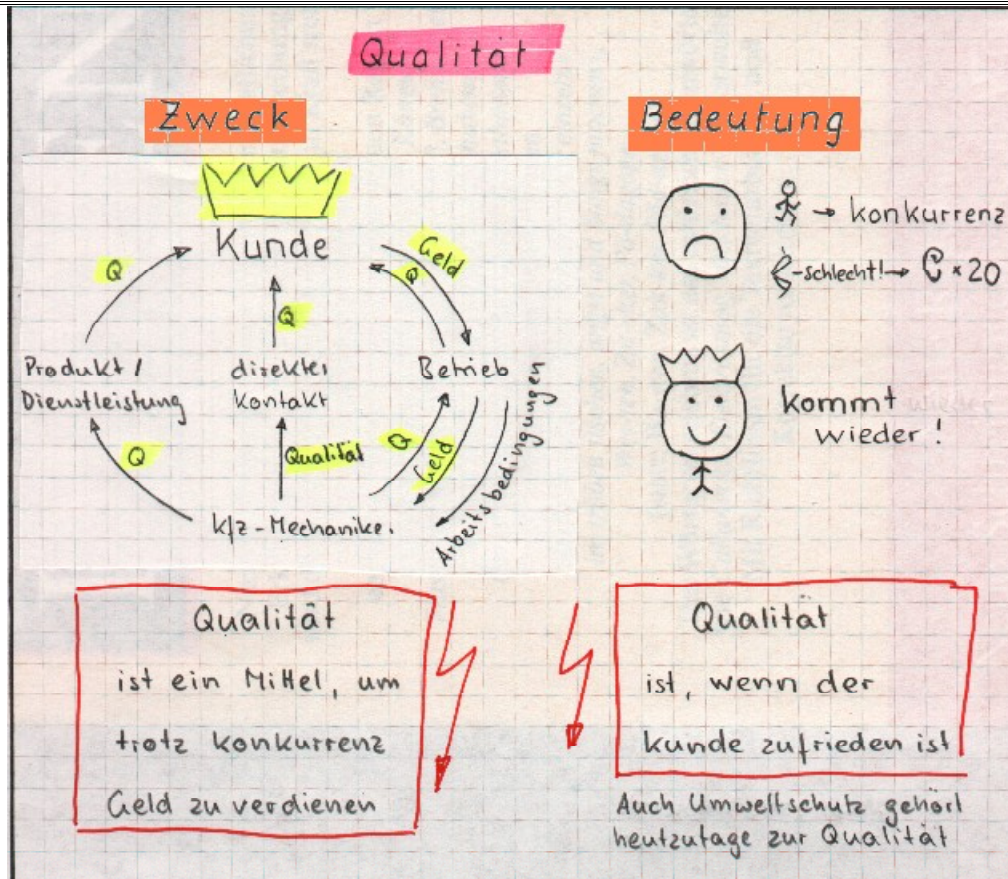 Qualität
Zweck
Kunde
Geld
Q
Q
Q
Produkt /
Dienstleistung
direkter
Kontakt
Betrieb
Arbeitsbedingungen
Q
Qualität
Q
Geld
Kfz-Mechaniker
Qualität
ist ein Mittel, um
trotz Konkurrenz
Geld zu verdienen
Bedeutung
→ Konkurrenz
-schlecht! → × 20
kommt
wieder !
Qualität
ist, wenn der
Kunde zufrieden ist
Auch Umweltschutz gehört
heutzutage zur Qualität